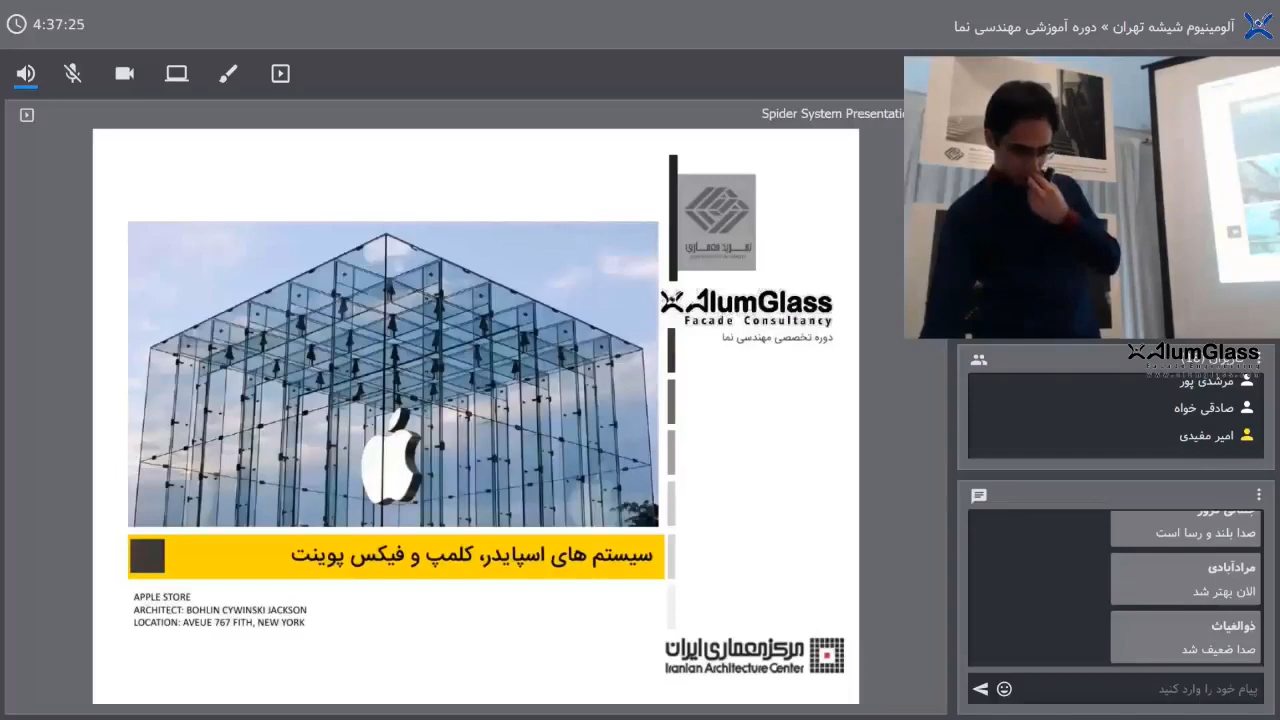 4:37:25
آلومینیوم شیشه تهران » دوره آموزشی مهندسی نما
Spider System Presentatio
AlumGlass
Facade Consultancy
دوره تخصصی مهندسی نما
سیستم های اسپایدر، کلمپ و فیکس پوینت
APPLE STORE
ARCHITECT: BOHLIN CYWINSKI JACKSON
LOCATION: AVEUE 767 FITH, NEW YORK
مرکز معماری ایران
Iranian Architecture Center
AlumGlass
مرشدی پور
صادقی خواه
امیر مفیدی
صدا بلند و رسا است
مرادآبادی
الان بهتر شد
ذوالغیاث
صدا ضعیف شد
پیام خود را وارد کنید